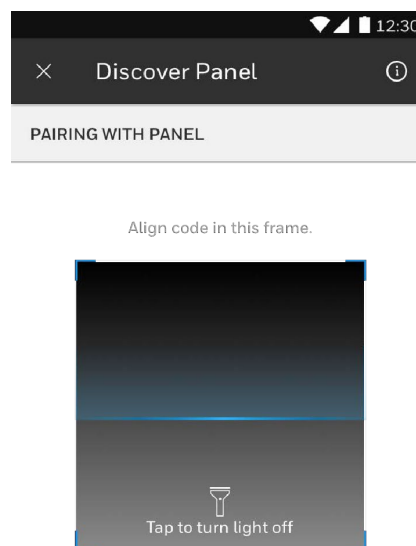 12:30
Discover Panel
PAIRING WITH PANEL
Align code in this frame.
Tap to turn light off